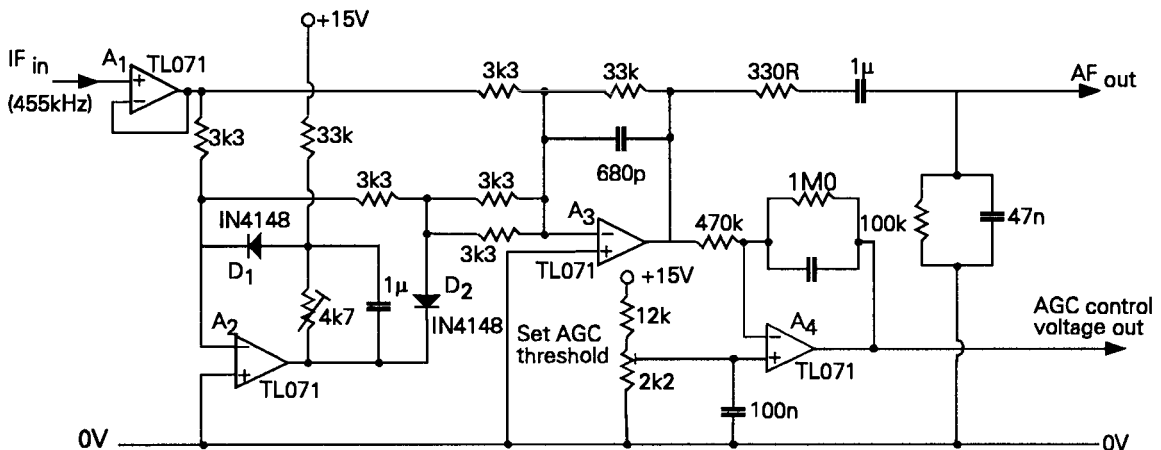 +15V
IF in
(455kHz)
A1
TL071
3k3
33k
330R
1µ
AF out
3k3
33k
680p
3k3
3k3
3k3
IN4148
D1
1µ
D2
IN4148
4k7
A2
TL071
A3
TL071
470k
1M0
100k
47n
+15V
12k
Set AGC
threshold
2k2
A4
TL071
100n
AGC control
voltage out
0V
0V